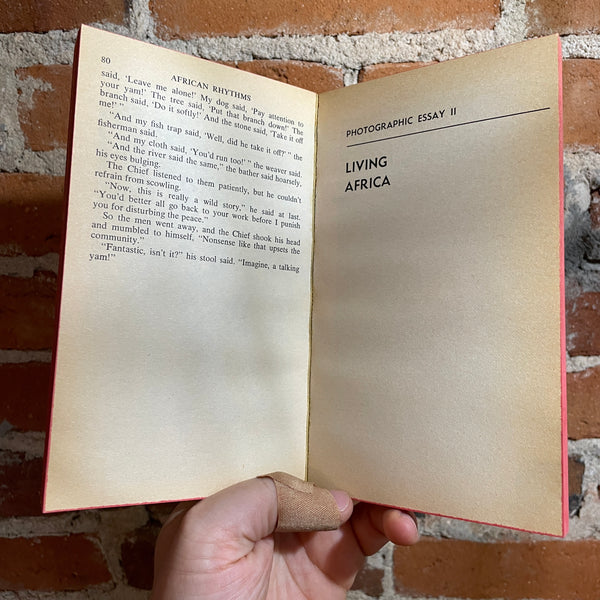 80 AFRICAN RHYTHMS
said, ‘Leave me alone!’ My dog said, ‘Pay attention to
your yam!’ The tree said, ‘Put that branch down!’ The
branch said, ‘Do it softly!’ And the stone said, ‘Take it off
me!’ ”
“And my fish trap said, ‘Well, did he take it off?’ ” the
fisherman said.
“And my cloth said, ‘You’d run too!’ ” the weaver said.
“And the river said the same,” the bather said hoarsely,
his eyes bulging.
The Chief listened to them patiently, but he couldn’t
refrain from scowling.
“Now, this is really a wild story,” he said at last.
“You’d better all go back to your work before I punish
you for disturbing the peace.”
So the men went away, and the Chief shook his head
and mumbled to himself, “Nonsense like that upsets the
community.”
“Fantastic, isn’t it?” his stool said. “Imagine, a talking
yam!”
PHOTOGRAPHIC ESSAY II
LIVING
AFRICA